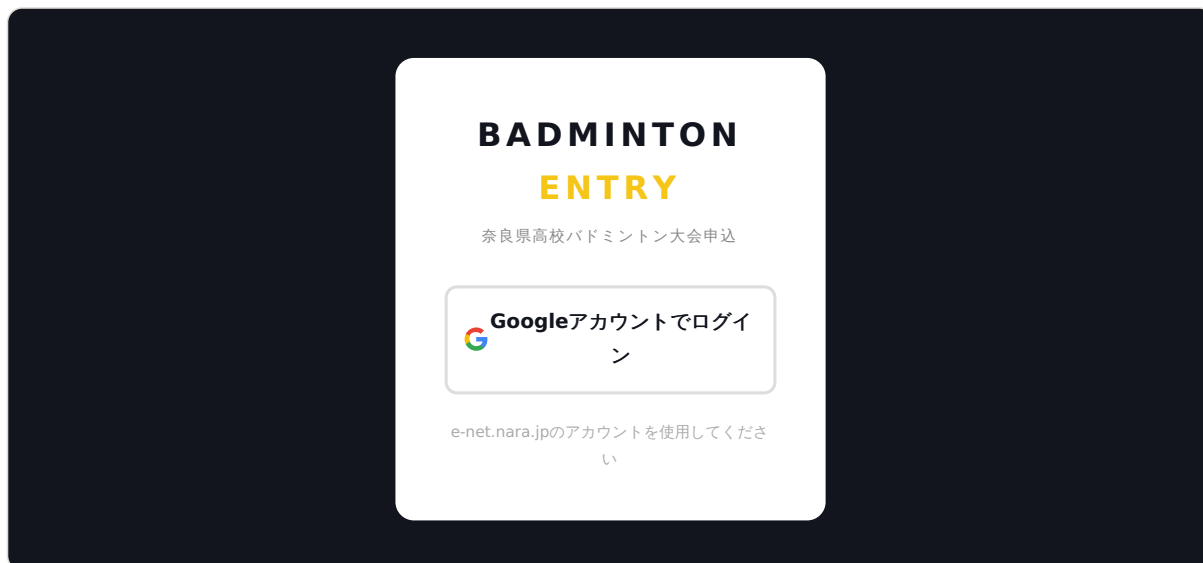 BADMINTON
ENTRY
奈良県高校バドミントン大会申込
Googleアカウントでログイ
ン
e-net.nara.jpのアカウントを使用してくださ
い